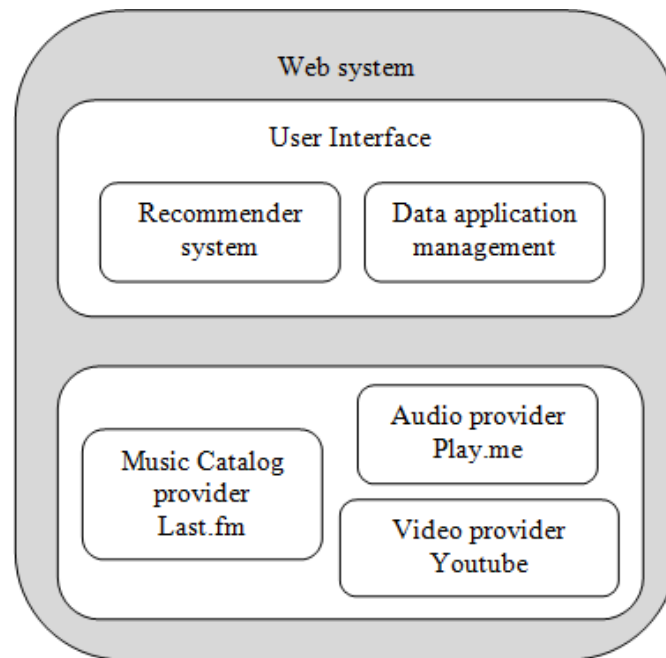 Web system
User Interface
Recommender
system
Data application
management
Music Catalog
provider
Last.fm
Audio provider
Play.me
Video provider
Youtube